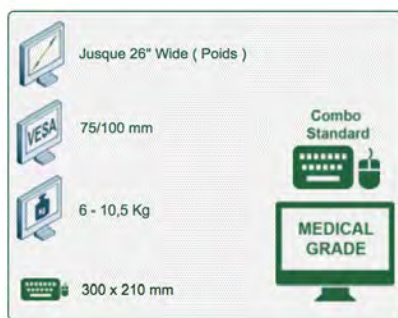 Jusque 26" Wide ( Poids )
VESA
75/100 mm
KG
6 - 10,5 Kg
300 x 210 mm
Combo
Standard
MEDICAL
GRADE